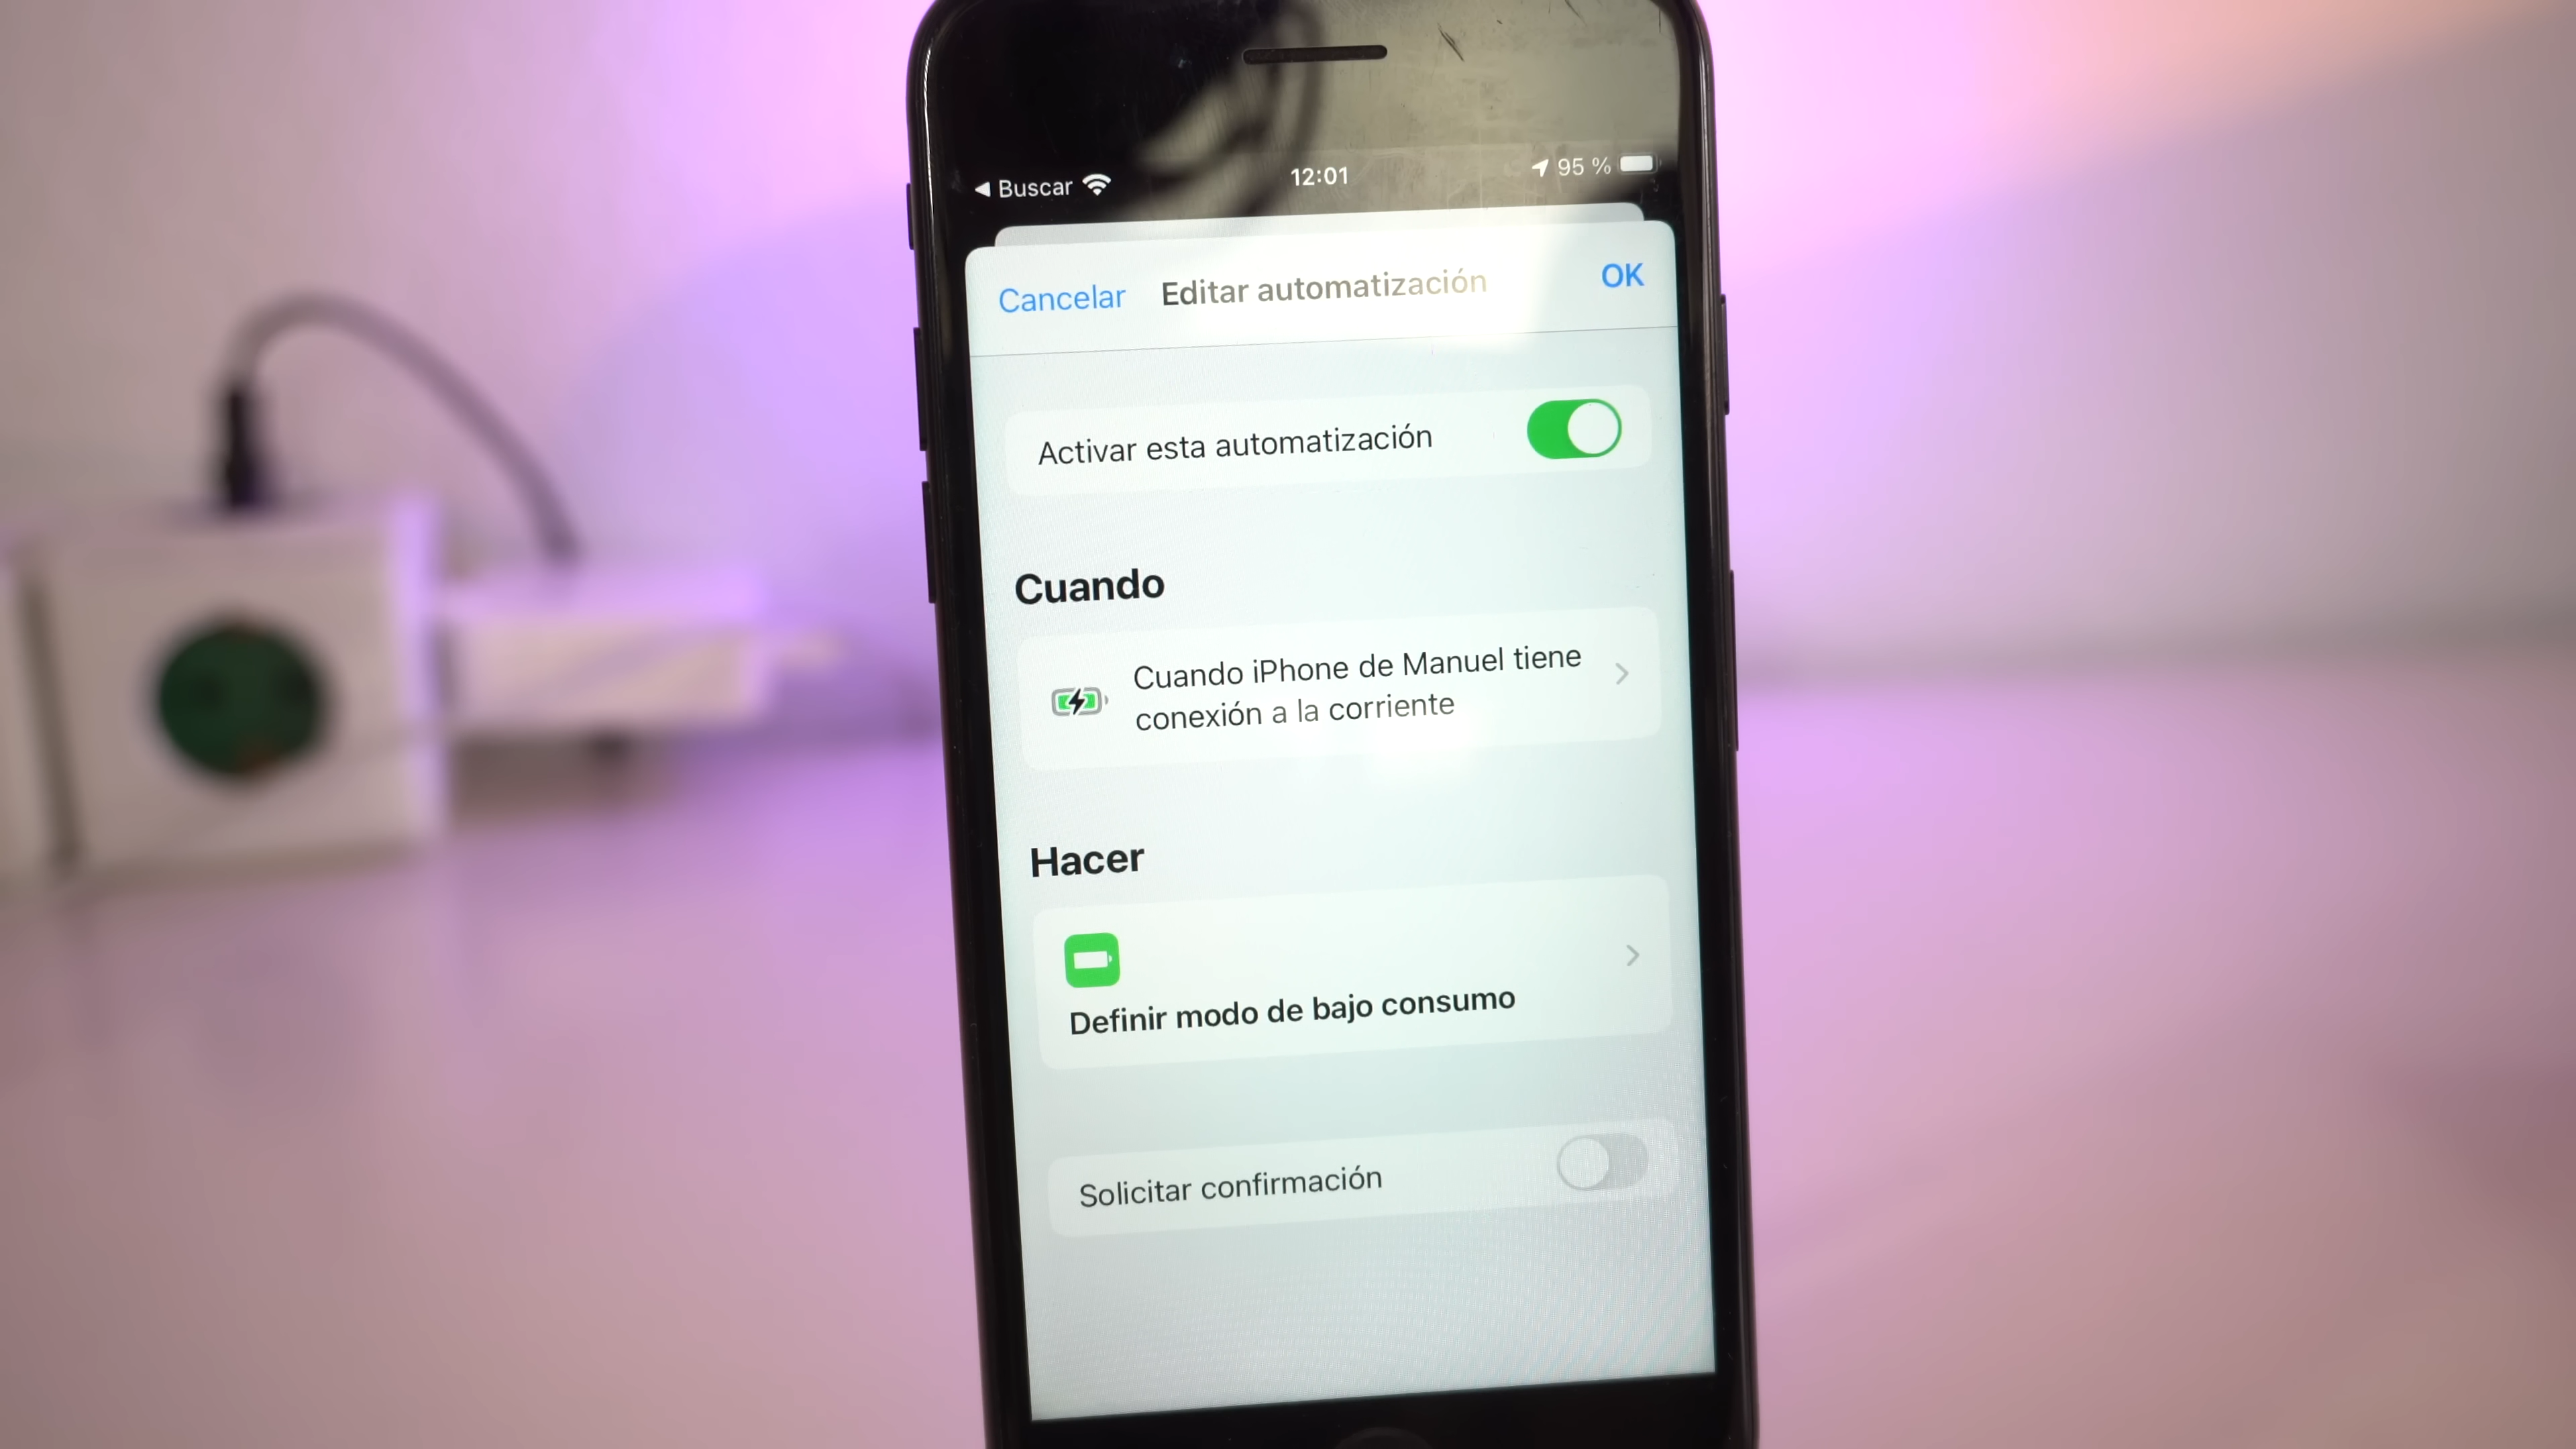 Buscar 12:01 95 %
Cancelar Editar automatización OK
Activar esta automatización
Cuando
Cuando iPhone de Manuel tiene
conexión a la corriente
Hacer
Definir modo de bajo consumo
Solicitar confirmación